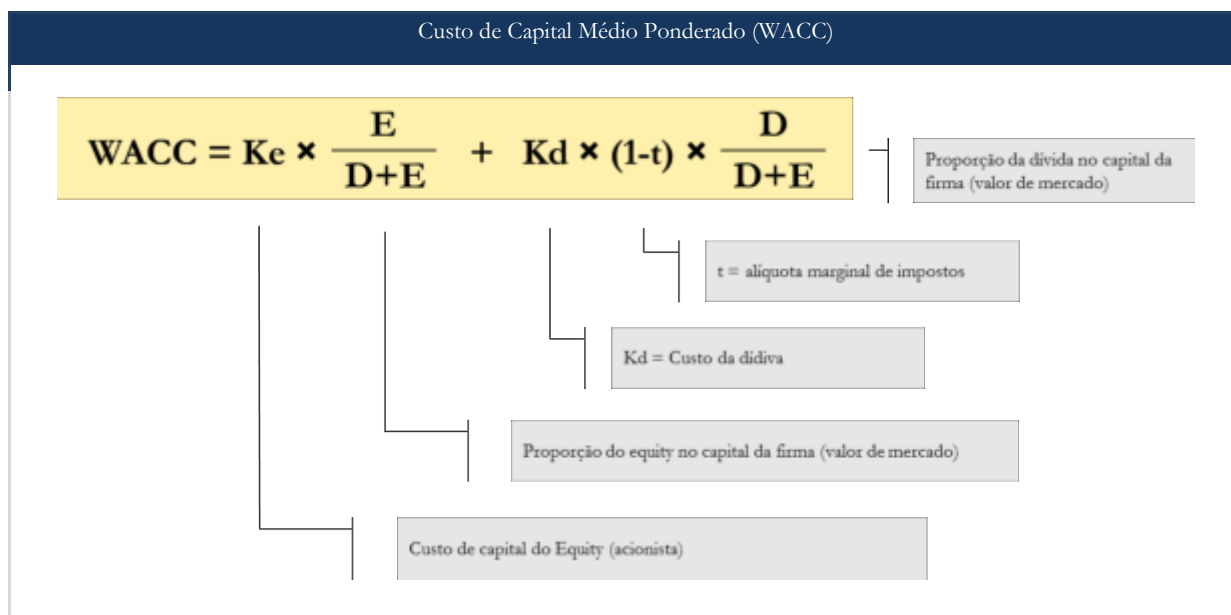 Custo de Capital Médio Ponderado (WACC)
WACC = Ke × E/D+E + Kd × (1-t) × D/D+E
Proporção da dívida no capital da
firma (valor de mercado)
t = alíquota marginal de impostos
Kd = Custo da dídiva
Proporção do equity no capital da firma (valor de mercado)
Custo de capital do Equity (acionista)